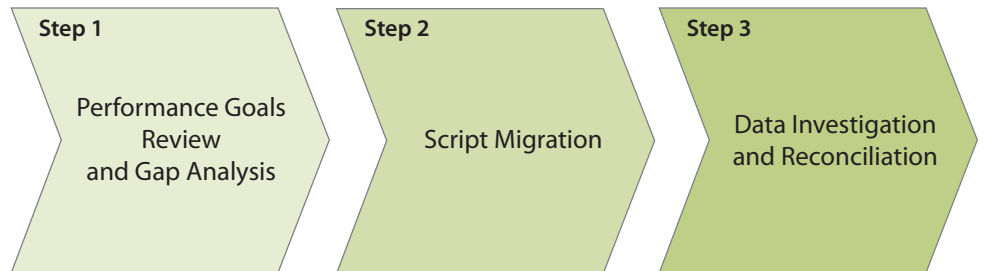 Step 1
Performance Goals
Review
and Gap Analysis
Step 2
Script Migration
Step 3
Data Investigation
and Reconciliation